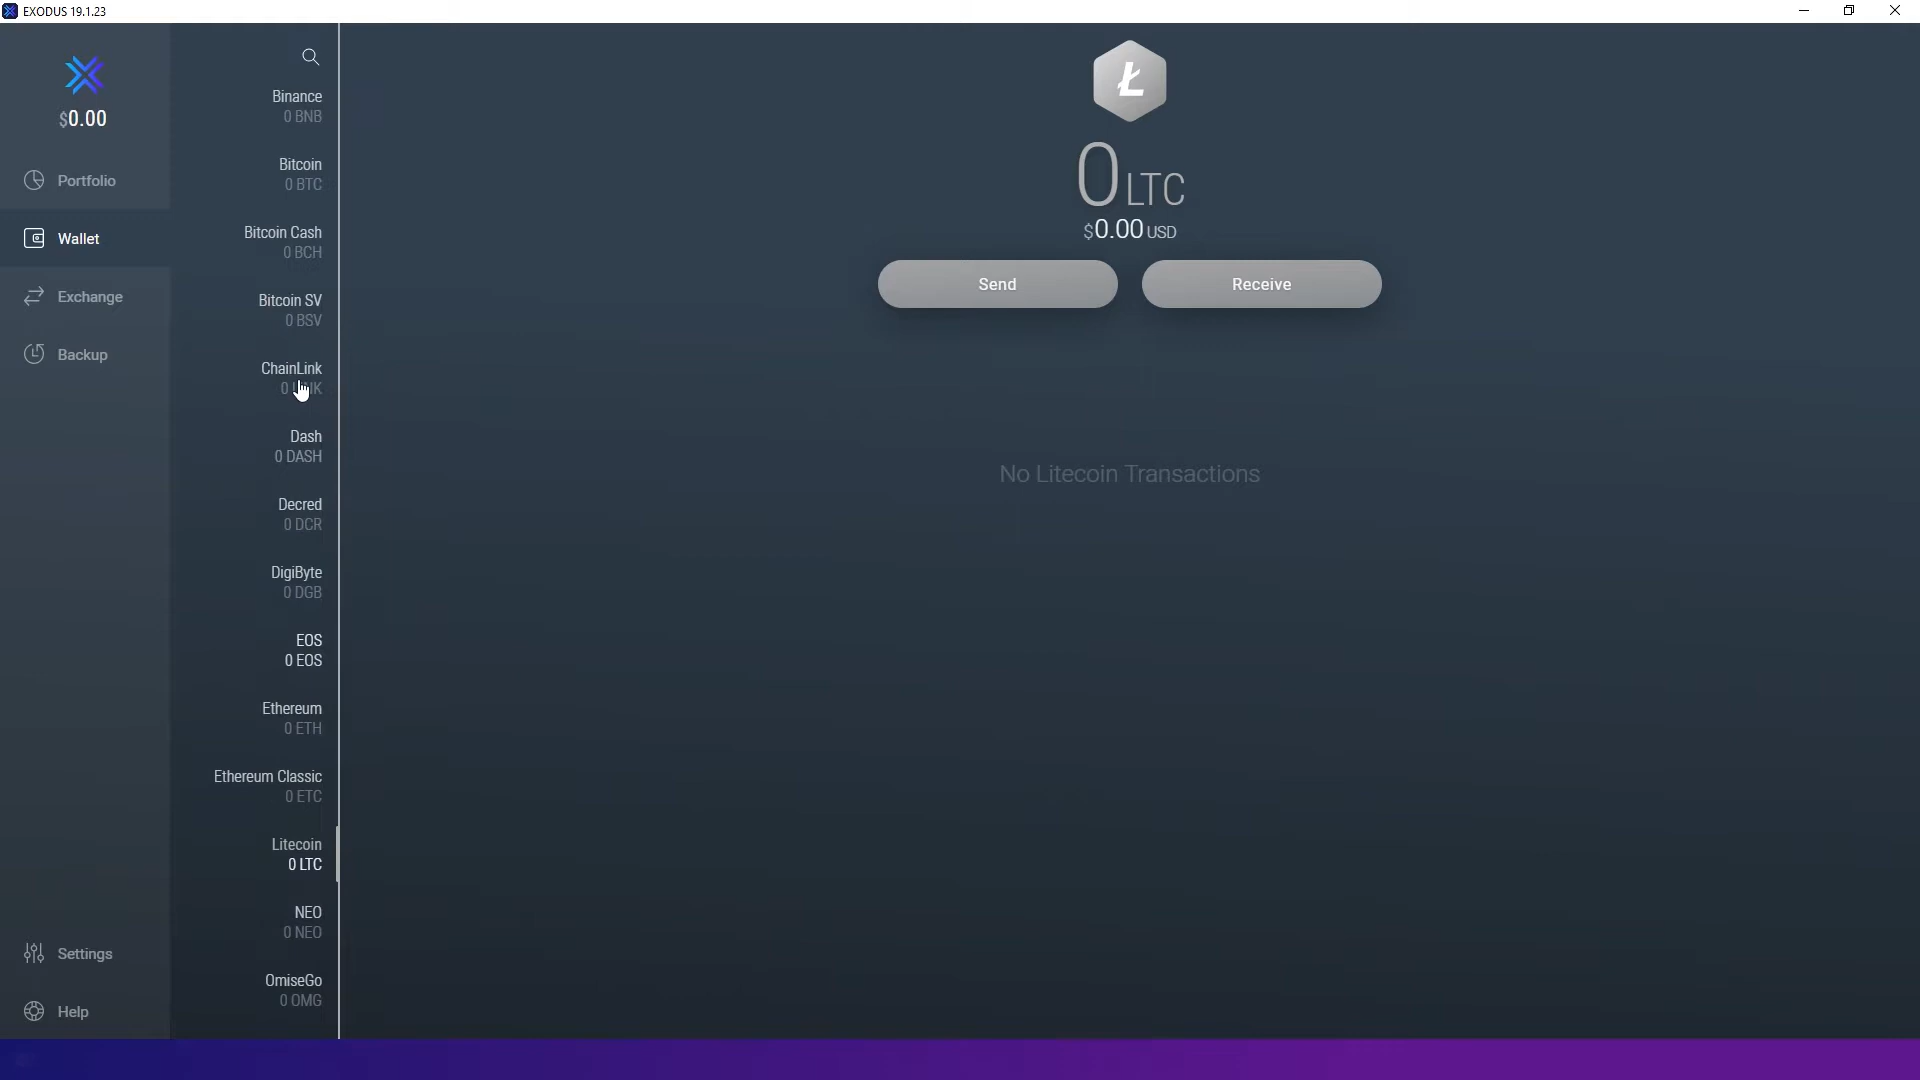 EXODUS 19.1.23
$0.00
Portfolio
Wallet
Exchange
Backup
Settings
Help
Binance
0 BNB
Bitcoin
0 BTC
Bitcoin Cash
0 BCH
Bitcoin SV
0 BSV
ChainLink
0
Dash
0 DASH
Decred
0 DCR
DigiByte
0 DGB
EOS
0 EOS
Ethereum
0 ETH
Ethereum Classic
0 ETC
Litecoin
0 LTC
NEO
0 NEO
OmiseGo
0 OMG
0 LTC
$0.00 USD
Send
Receive
No Litecoin Transactions